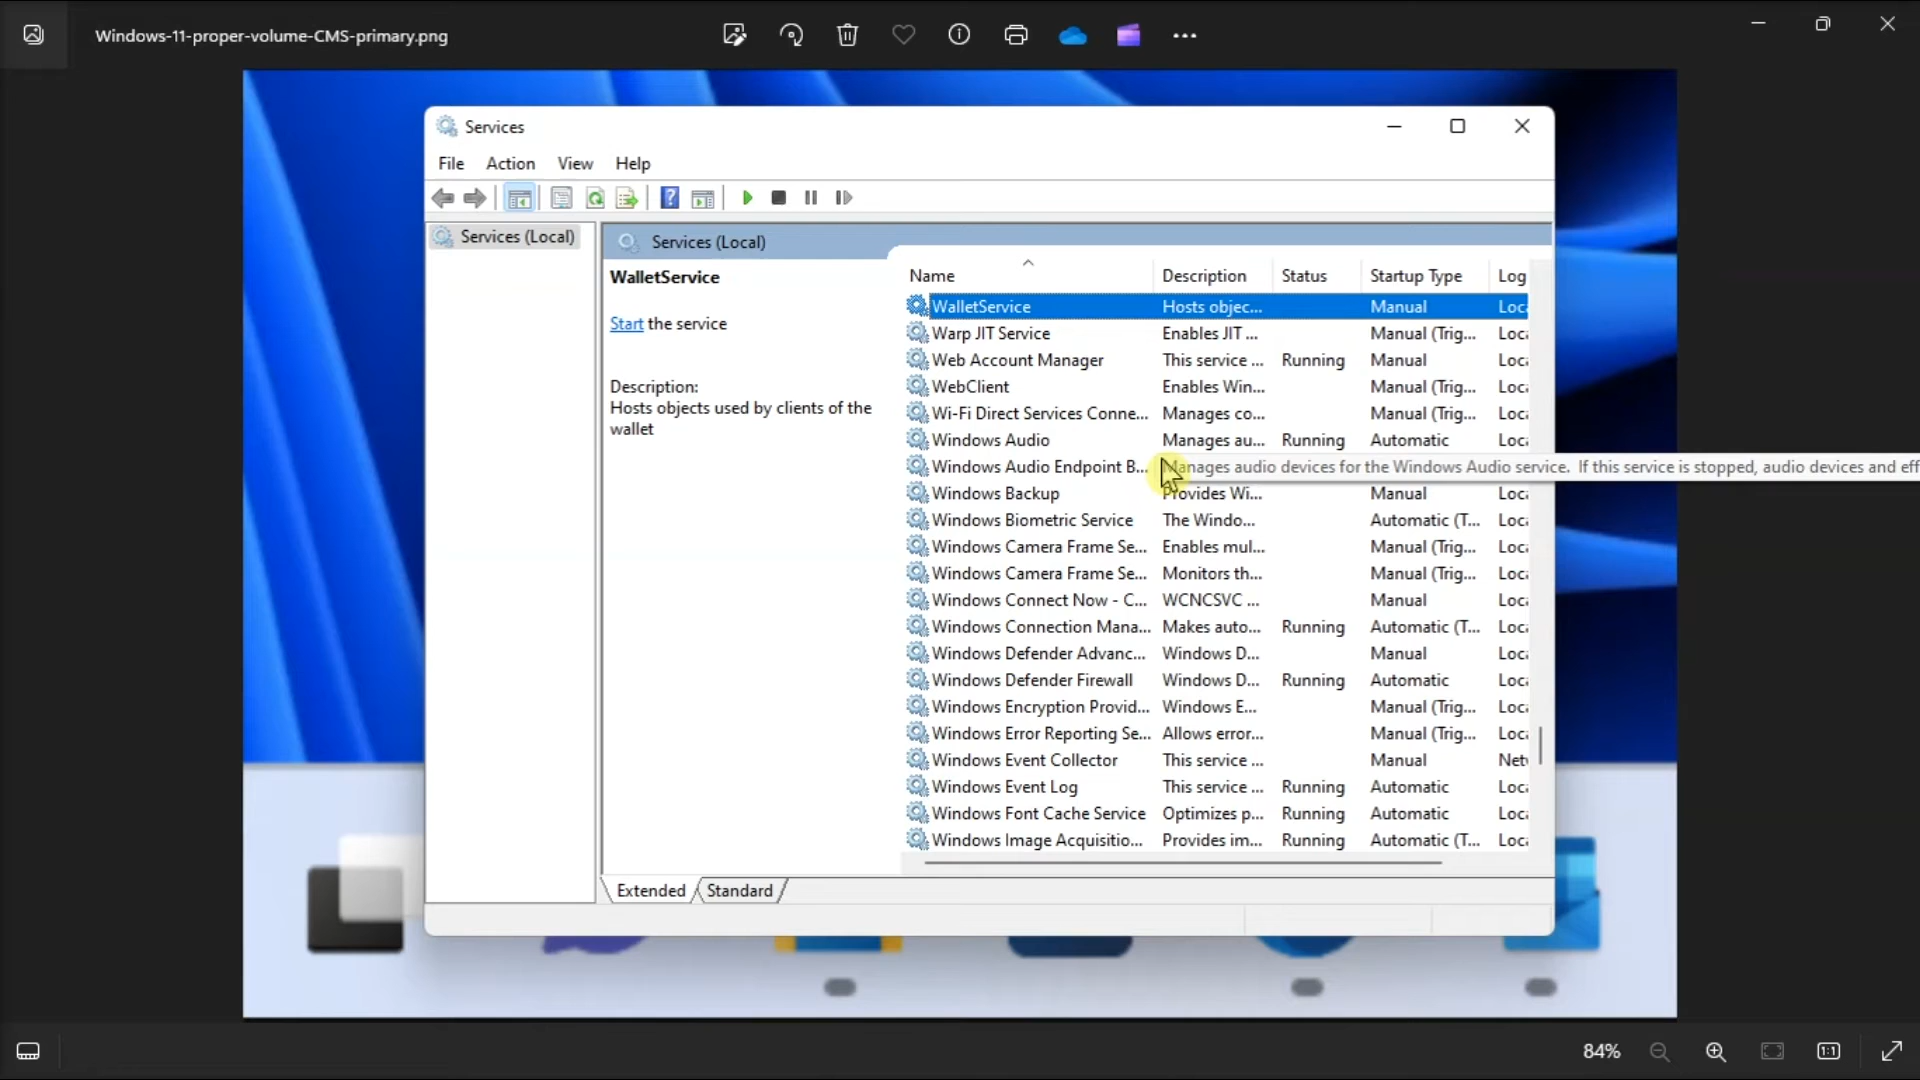 Windows-11-proper-volume-CMS-primary.png
Services
File Action View Help
Services (Local)
Services (Local)
WalletService
Start the service
Description:
Hosts objects used by clients of the
wallet
Name Description Status Startup Type Log
WalletService Hosts objec... Manual Loc
Warp JIT Service Enables JIT ... Manual (Trig... Loc
Web Account Manager This service ... Running Manual Loc
WebClient Enables Win... Manual (Trig... Loc
Wi-Fi Direct Services Conne... Manages co... Manual (Trig... Loc
Windows Audio Manages au... Running Automatic Loc
Windows Audio Endpoint B... Manages audio devices for the Windows Audio service. If this service is stopped, audio devices and eff
Windows Backup Provides Wi... Manual Loc
Windows Biometric Service The Windo... Automatic (T... Loc
Windows Camera Frame Se... Enables mul... Manual (Trig... Loc
Windows Camera Frame Se... Monitors th... Manual (Trig... Loc
Windows Connect Now - C... WCNCSVC ... Manual Loc
Windows Connection Mana... Makes auto... Running Automatic (T... Loc
Windows Defender Advanc... Windows D... Manual Loc
Windows Defender Firewall Windows D... Running Automatic Loc
Windows Encryption Provid... Windows E... Manual (Trig... Loc
Windows Error Reporting Se... Allows error... Manual (Trig... Loc
Windows Event Collector This service ... Manual Net
Windows Event Log This service ... Running Automatic Loc
Windows Font Cache Service Optimizes p... Running Automatic Loc
Windows Image Acquisitio... Provides im... Running Automatic (T... Loc
Extended Standard
84% 1:1